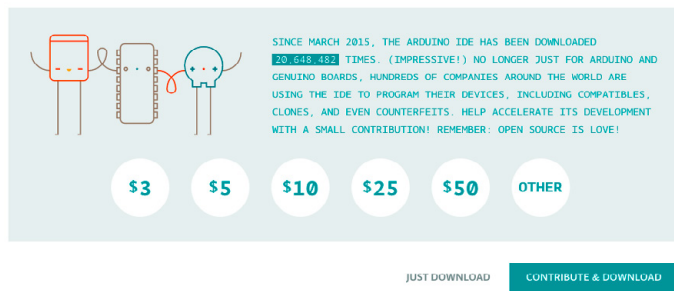 SINCE MARCH 2015, THE ARDUINO IDE HAS BEEN DOWNLOADED
20,648,482 TIMES. (IMPRESSIVE!) NO LONGER JUST FOR ARDUINO AND
GENUINO BOARDS, HUNDREDS OF COMPANIES AROUND THE WORLD ARE
USING THE IDE TO PROGRAM THEIR DEVICES, INCLUDING COMPATIBLES,
CLONES, AND EVEN COUNTERFEITS. HELP ACCELERATE ITS DEVELOPMENT
WITH A SMALL CONTRIBUTION! REMEMBER: OPEN SOURCE IS LOVE!
$3 $5 $10 $25 $50 OTHER
JUST DOWNLOAD CONTRIBUTE & DOWNLOAD